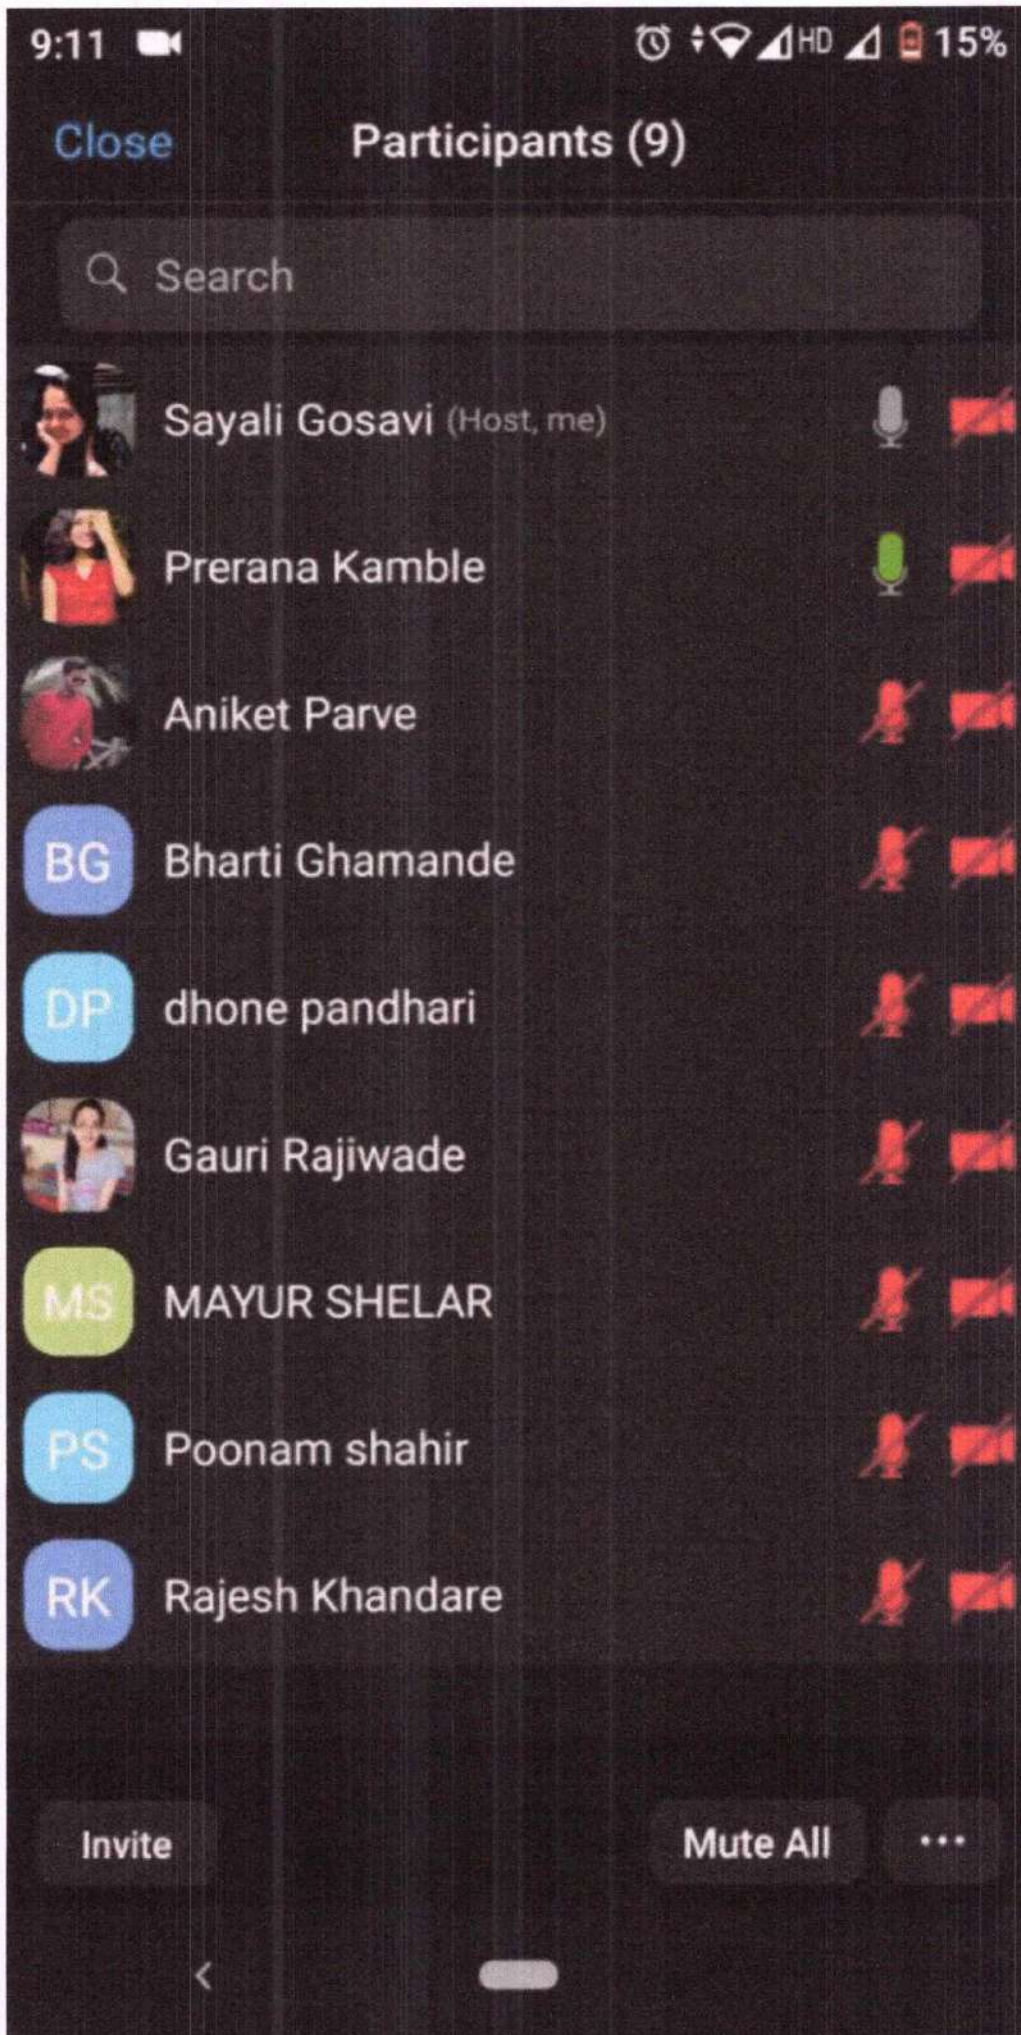 9:11 HD 15%
Close Participants (9)
Search
Sayali Gosavi (Host, me)
Prerana Kamble
Aniket Parve
BG Bharti Ghamande
DP dhone pandhari
Gauri Rajiwade
MS MAYUR SHELAR
PS Poonam shahir
RK Rajesh Khandare
Invite Mute All ...